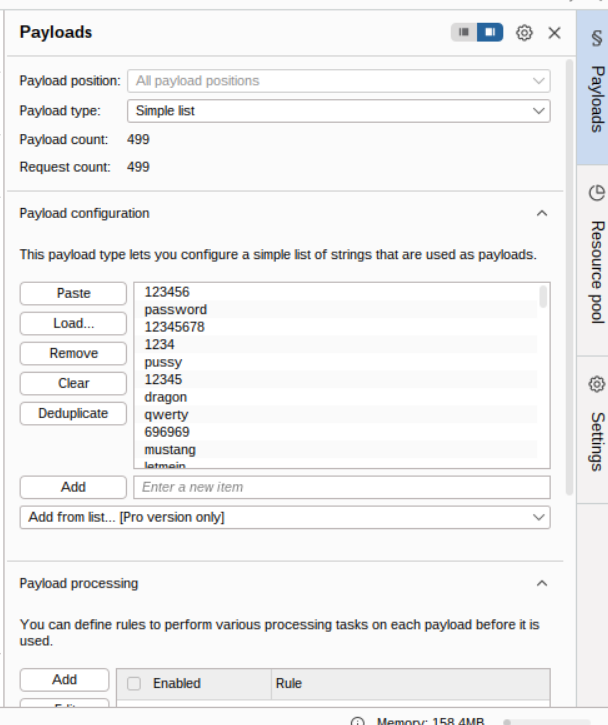 Payloads
Payload position: All payload positions
Payload type: Simple list
Payload count: 499
Request count: 499
Payload configuration
This payload type lets you configure a simple list of strings that are used as payloads.
Paste
Load...
Remove
Clear
Deduplicate
123456
password
12345678
1234
pussy
12345
dragon
qwerty
696969
mustang
letmein
Add
Enter a new item
Add from list... [Pro version only]
Payload processing
You can define rules to perform various processing tasks on each payload before it is
used.
Add
Edit
Enabled
Rule
Memory: 158.4MB
§
Payloads
Resource pool
Settings